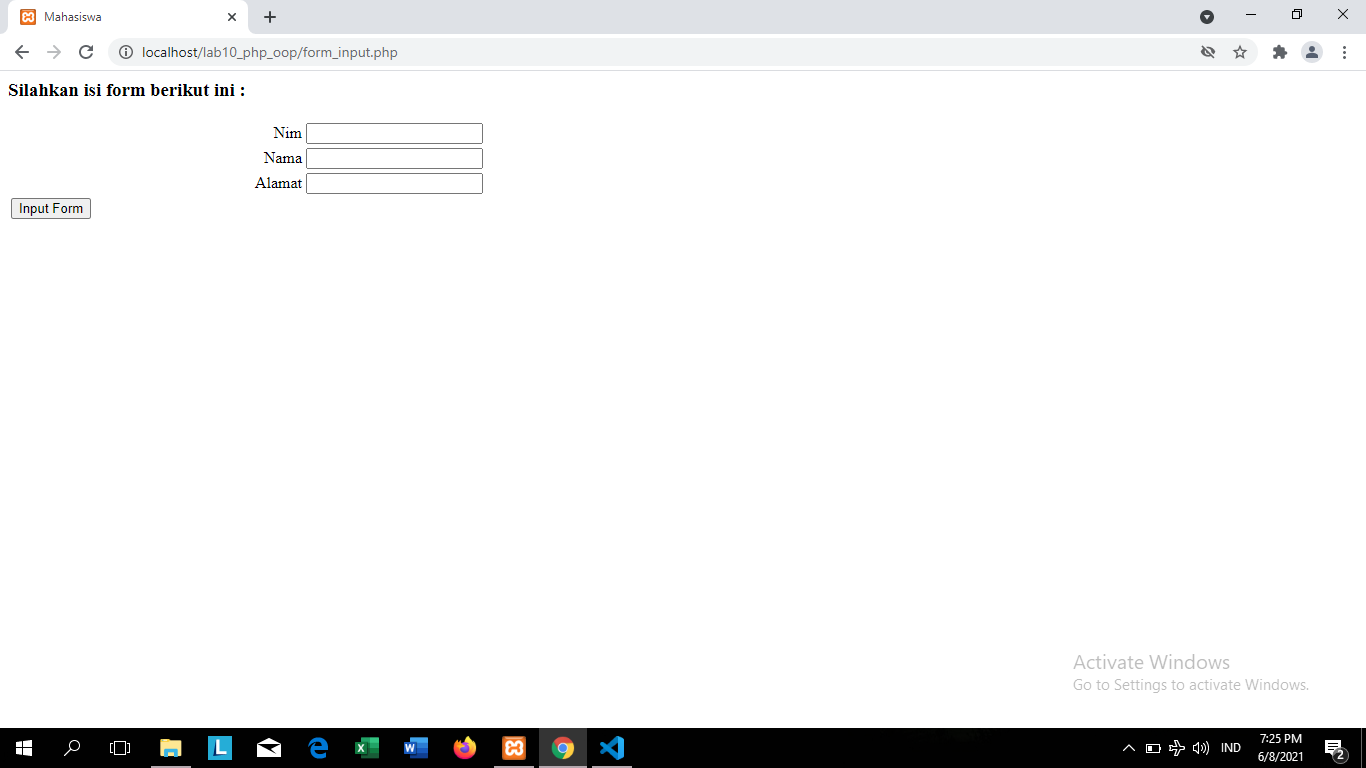 Mahasiswa
localhost/lab10_php_oop/form_input.php
Silahkan isi form berikut ini :
Nim
Nama
Alamat
Input Form
Activate Windows
Go to Settings to activate Windows.
IND
7:25 PM
6/8/2021
2